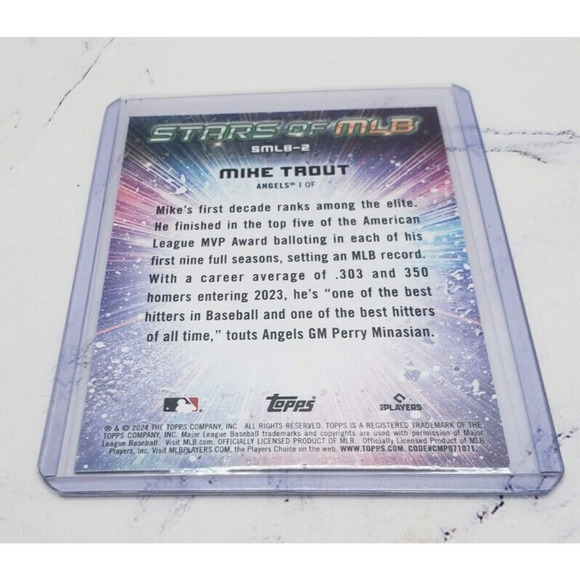 STARS OF MLB
SMLB-2
MIKE TROUT
ANGELS® | OF
Mike's first decade ranks among the elite.
He finished in the top five of the American
League MVP Award balloting in each of his
first nine full seasons, setting an MLB record.
With a career average of .303 and 350
homers entering 2023, he's "one of the best
hitters in Baseball and one of the best hitters
of all time," touts Angels GM Perry Minasian.
topps
PLAYERS
® & © 2024 THE TOPPS COMPANY, INC. ALL RIGHTS RESERVED. TOPPS IS A REGISTERED TRADEMARK OF THE
TOPPS COMPANY, INC. Major League Baseball trademarks and copyrights are used with permission of Major
League Baseball. Visit MLB.com. OFFICIALLY LICENSED PRODUCT OF MLB. Officially Licensed Product of MLB
Players, Inc. Visit MLBPLAYERS.COM, the Players Choice on the web. WWW.TOPPS.COM. CODE#CMP071071.